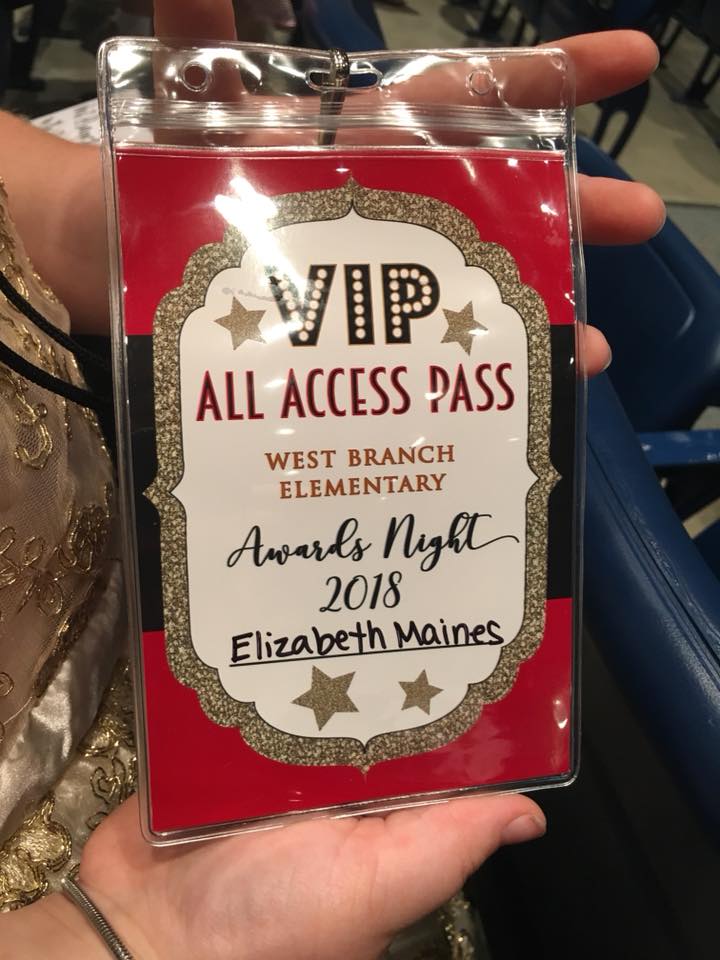 VIP
ALL ACCESS PASS
WEST BRANCH
ELEMENTARY
Awards Night
2018
Elizabeth Maines